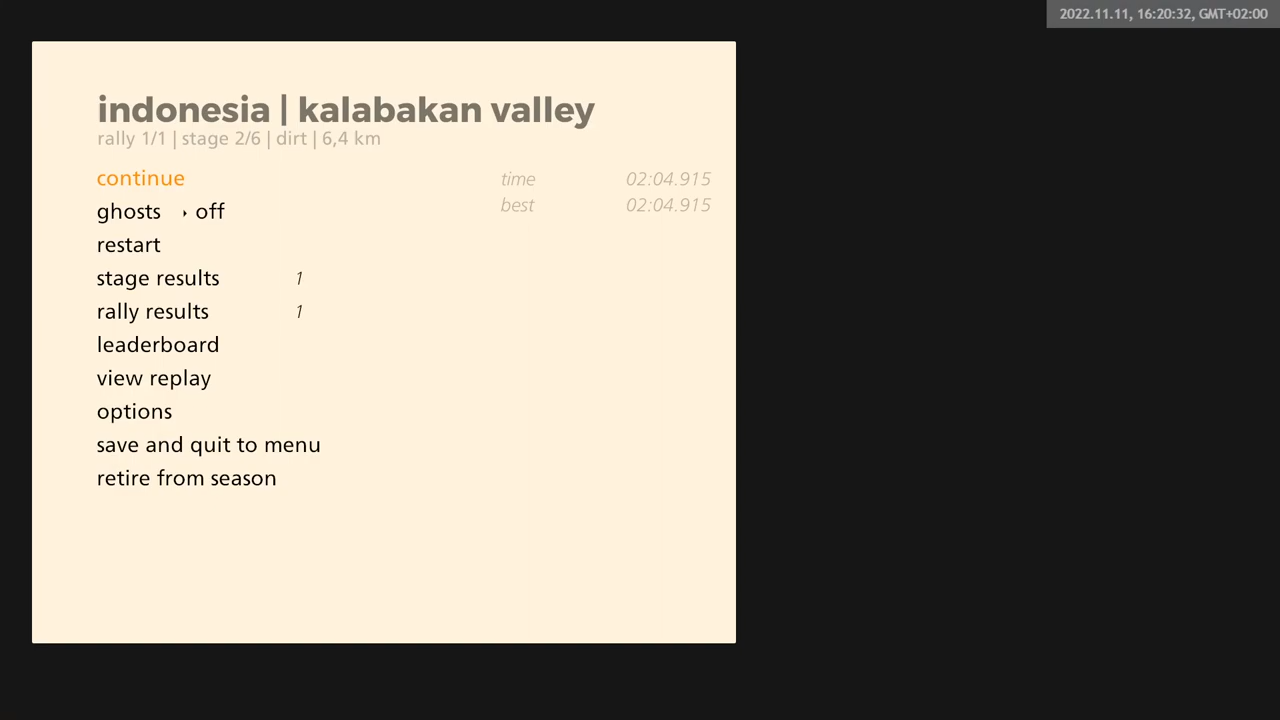 2022.11.11, 16:20:32, GMT+02:00
indonesia | kalabakan valley
rally 1/1 | stage 2/6 | dirt | 6,4 km
continue
time 02:04.915
ghosts ‣ off
best 02:04.915
restart
stage results 1
rally results 1
leaderboard
view replay
options
save and quit to menu
retire from season